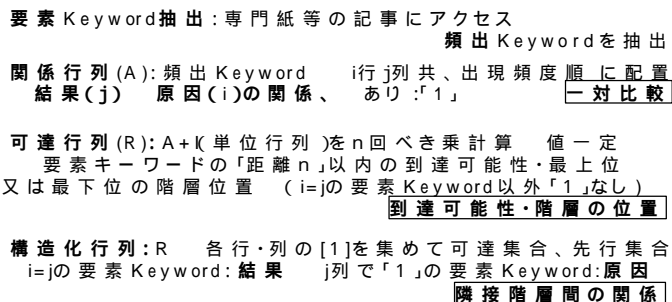 要素Keyword抽出:専門紙等の記事にアクセス
頻出Keywordを抽出
関係行列(A):頻出Keyword i行j列共、出現頻度順に配置
結果(j) 原因(i)の関係、 あり:「1」 一対比較
可達行列(R):A+I(単位行列)をn回べき乗計算 値一定
要素キーワードの「距離n」以内の到達可能性・最上位
又は最下位の階層位置 (i=jの要素Keyword以外「1」なし)
到達可能性・階層の位置
構造化行列:R 各行・列の[1]を集めて可達集合、先行集合
i=jの要素Keyword:結果 j列で「1」の要素Keyword:原因
隣接階層間の関係